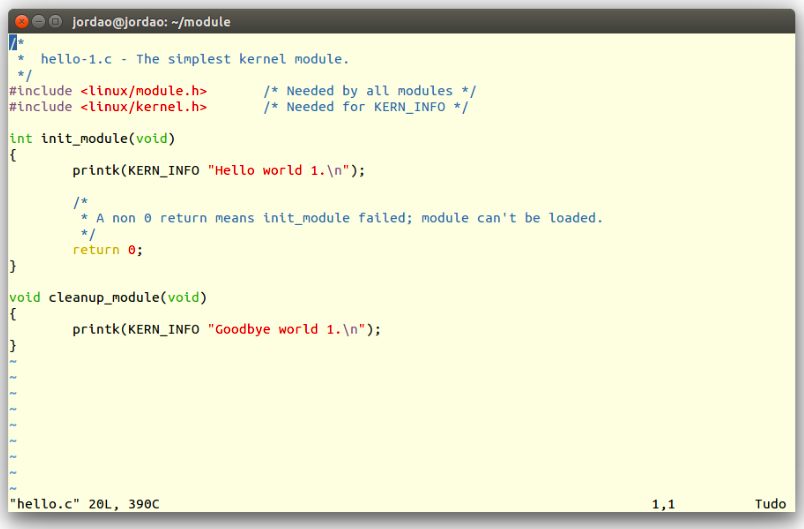 jordao@jordao: ~/module
/*
 *  hello-1.c - The simplest kernel module.
 */
#include <linux/module.h>       /* Needed by all modules */
#include <linux/kernel.h>       /* Needed for KERN_INFO */
int init_module(void)
{
        printk(KERN_INFO "Hello world 1.\n");
        /*
         * A non 0 return means init_module failed; module can't be loaded.
         */
        return 0;
}
void cleanup_module(void)
{
        printk(KERN_INFO "Goodbye world 1.\n");
}
~
~
~
~
~
~
~
~
~
"hello.c" 20L, 390C                                              1,1          Tudo